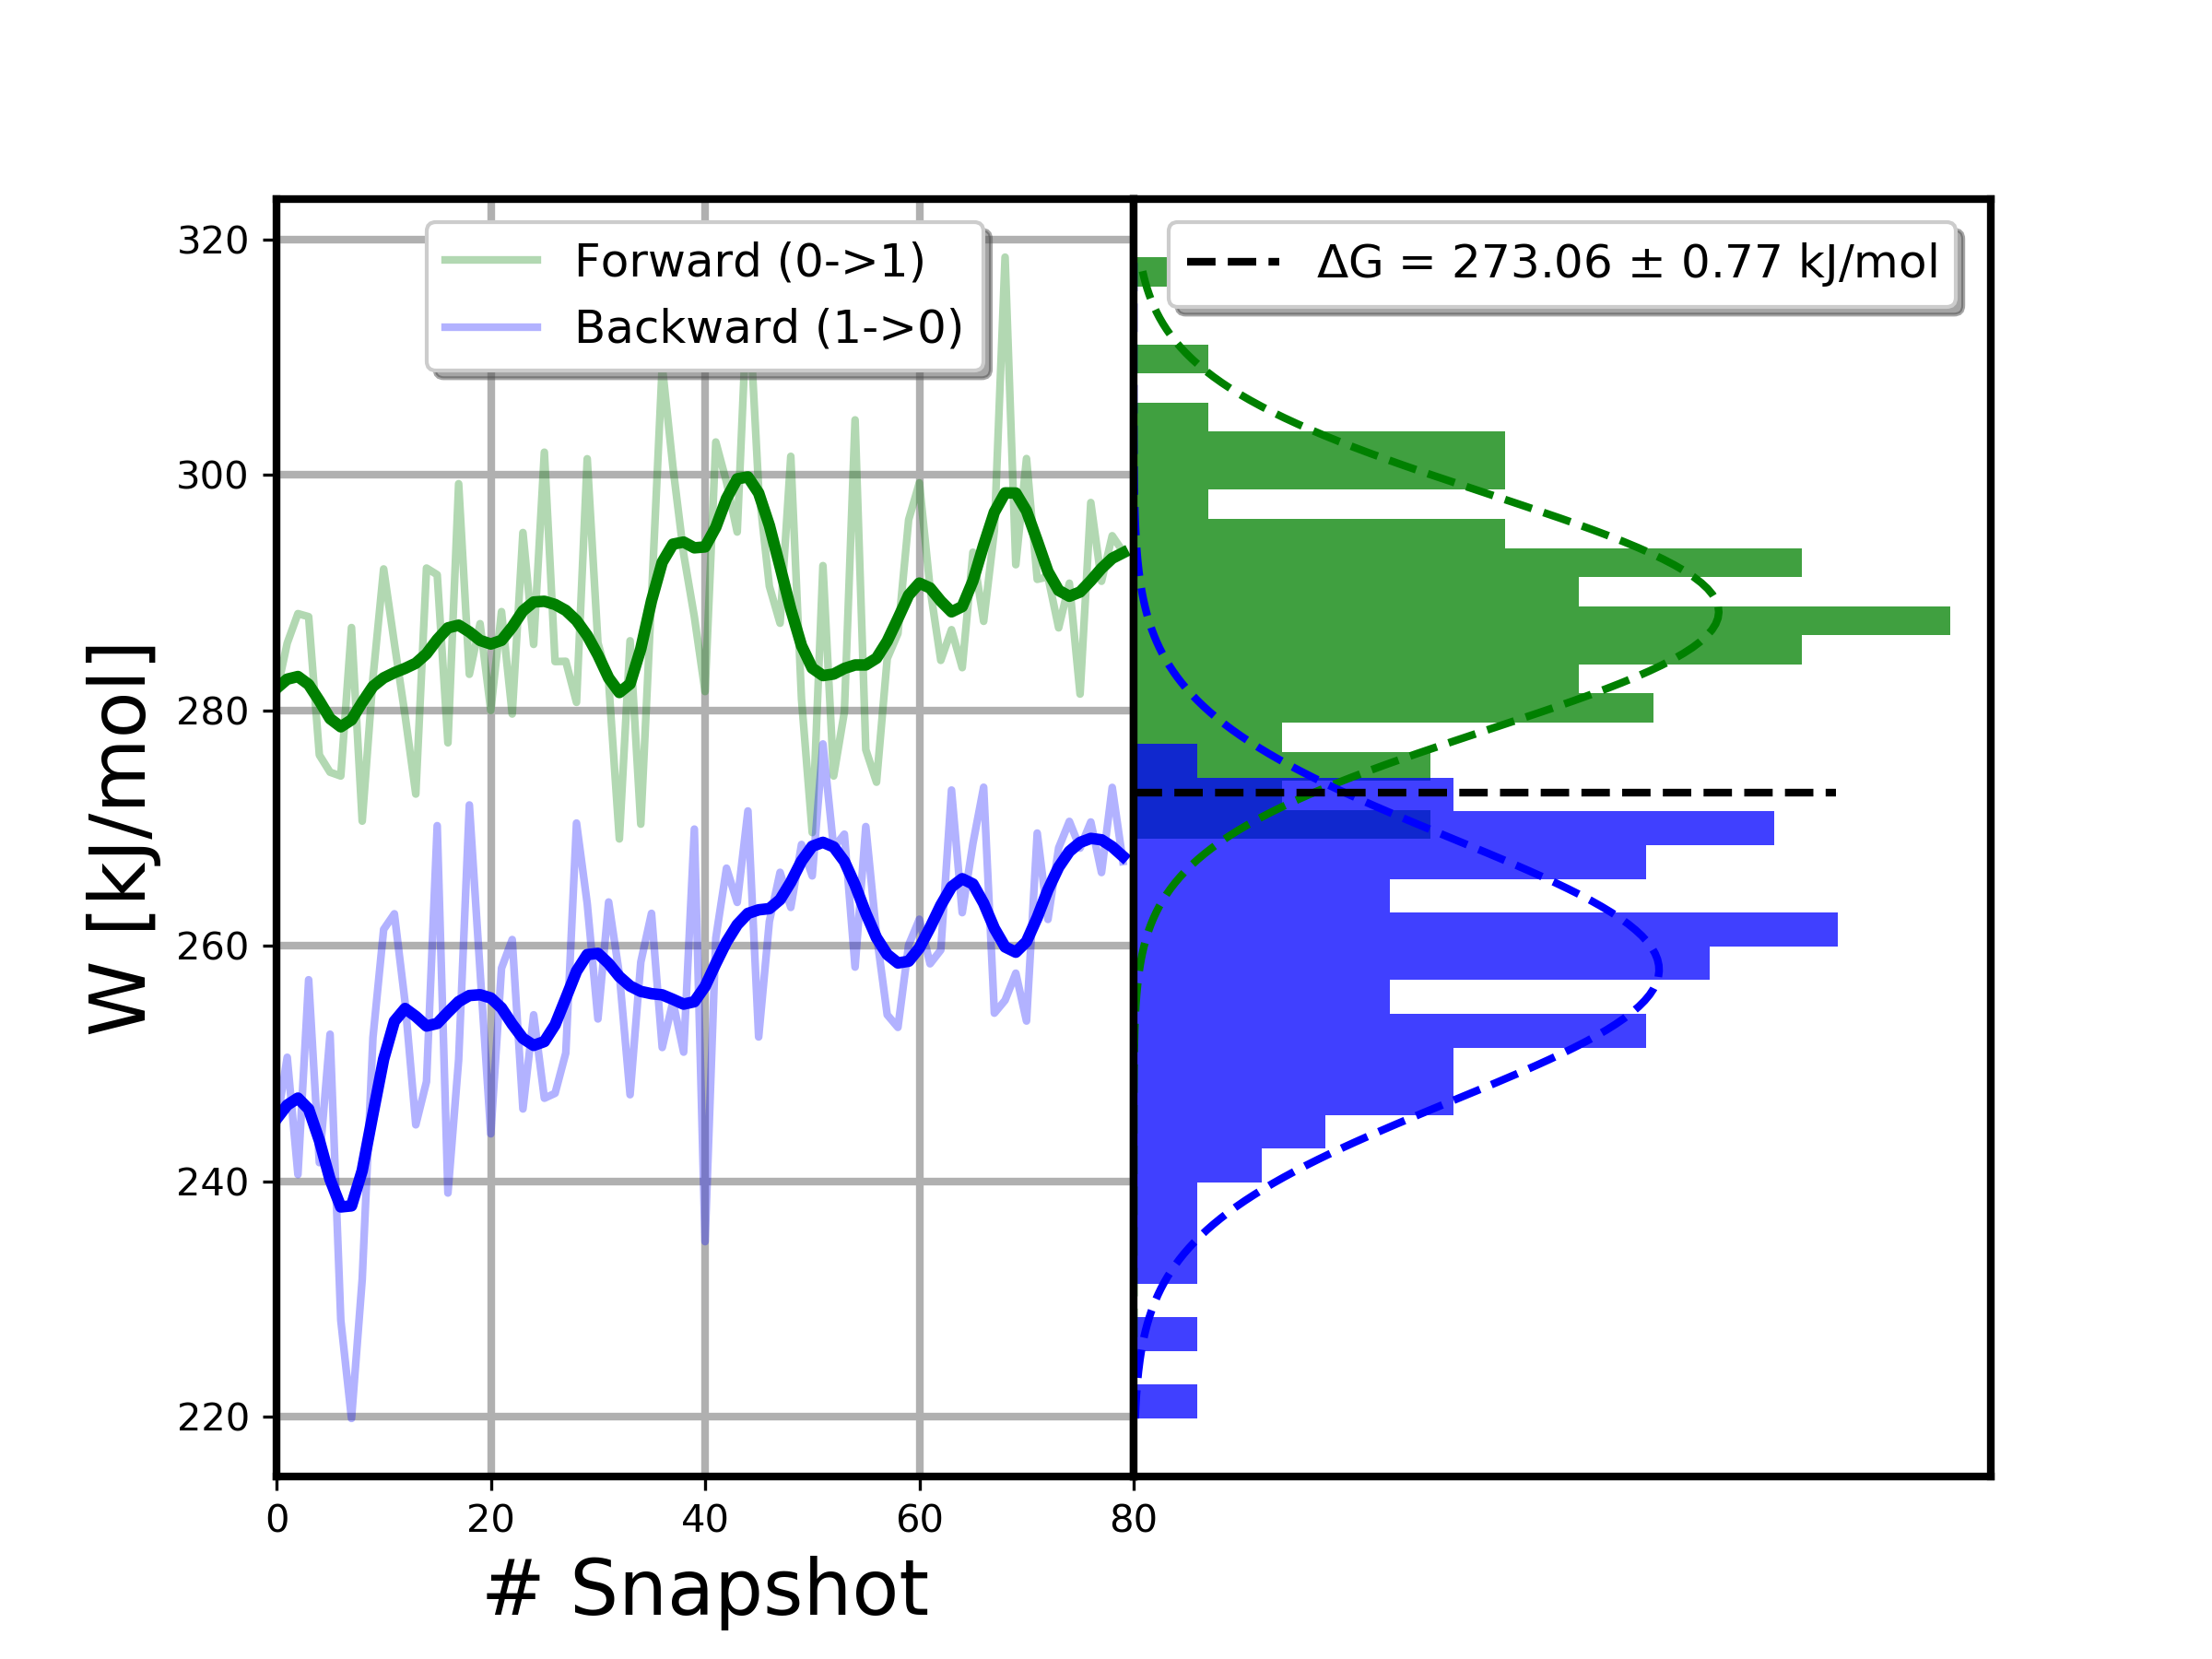 Forward (0->1)
Backward (1->0)
ΔG = 273.06 ± 0.77 kJ/mol
W [kJ/mol]
320
300
280
260
240
220
0 20 40 60 80
# Snapshot